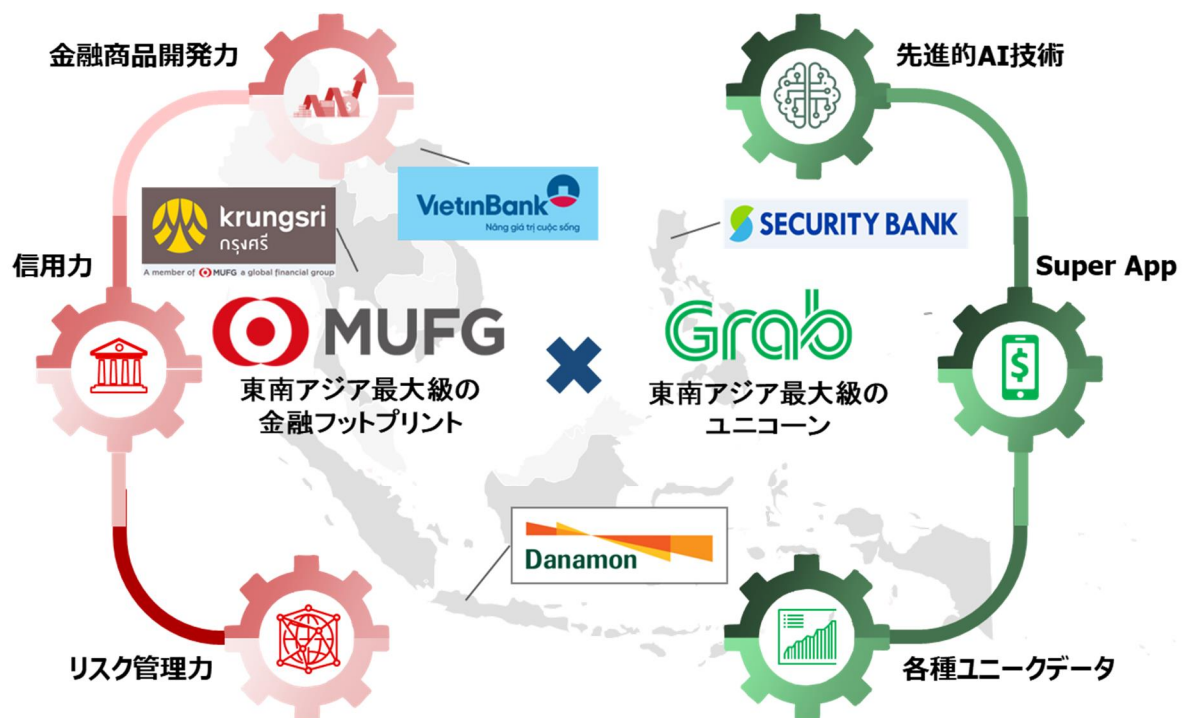 金融商品開発力
先進的AI技術
VietinBank
Nâng giá trị cuộc sống
krungsri
กรุงศรี
A member of MUFG a global financial group
SECURITY BANK
信用力
Super App
MUFG
東南アジア最大級の
金融フットプリント
Grab
東南アジア最大級の
ユニコーン
$
Danamon
リスク管理力
各種ユニークデータ